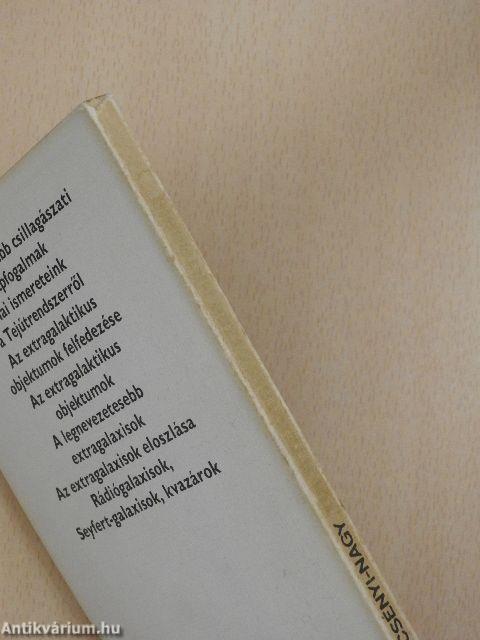 csillagászati
ismereteink
a Tejútrendszerről
Az extragalaktikus
objektumok felfedezése
Az extragalaktikus
objektumok
A legnevezetesebb
extragalaxisok
Az extragalaxisok eloszlása
Rádiógalaxisok,
Seyfert-galaxisok, kvazárok
CSENYI-NAGY
Antikvárium.hu